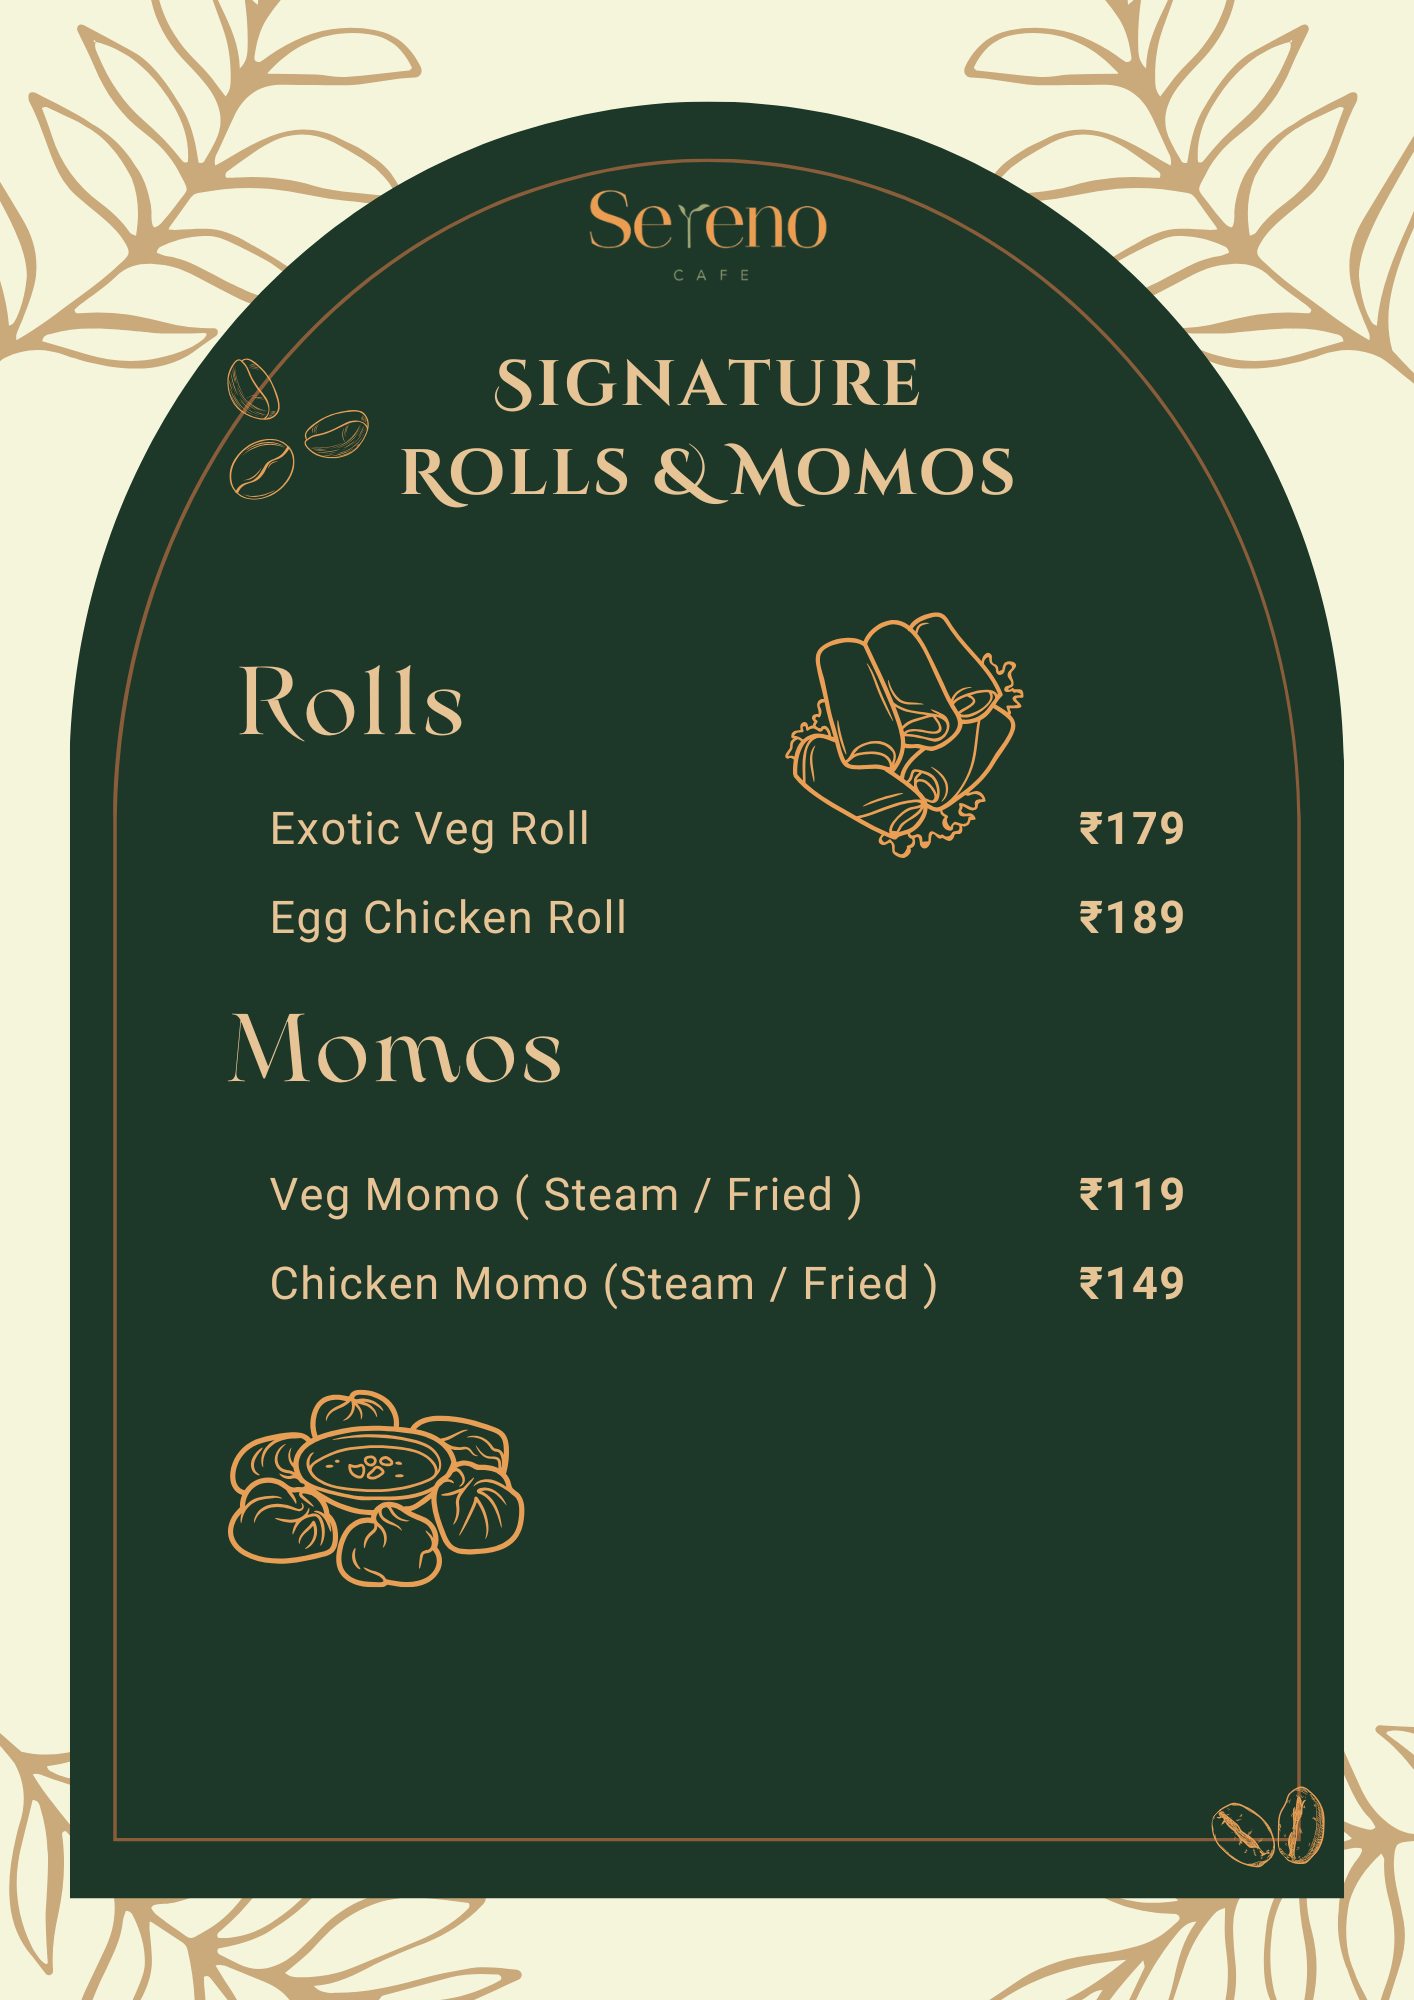 Sereno
CAFE
SIGNATURE
ROLLS & MOMOS
Rolls
Exotic Veg Roll ₹179
Egg Chicken Roll ₹189
Momos
Veg Momo ( Steam / Fried ) ₹119
Chicken Momo (Steam / Fried ) ₹149